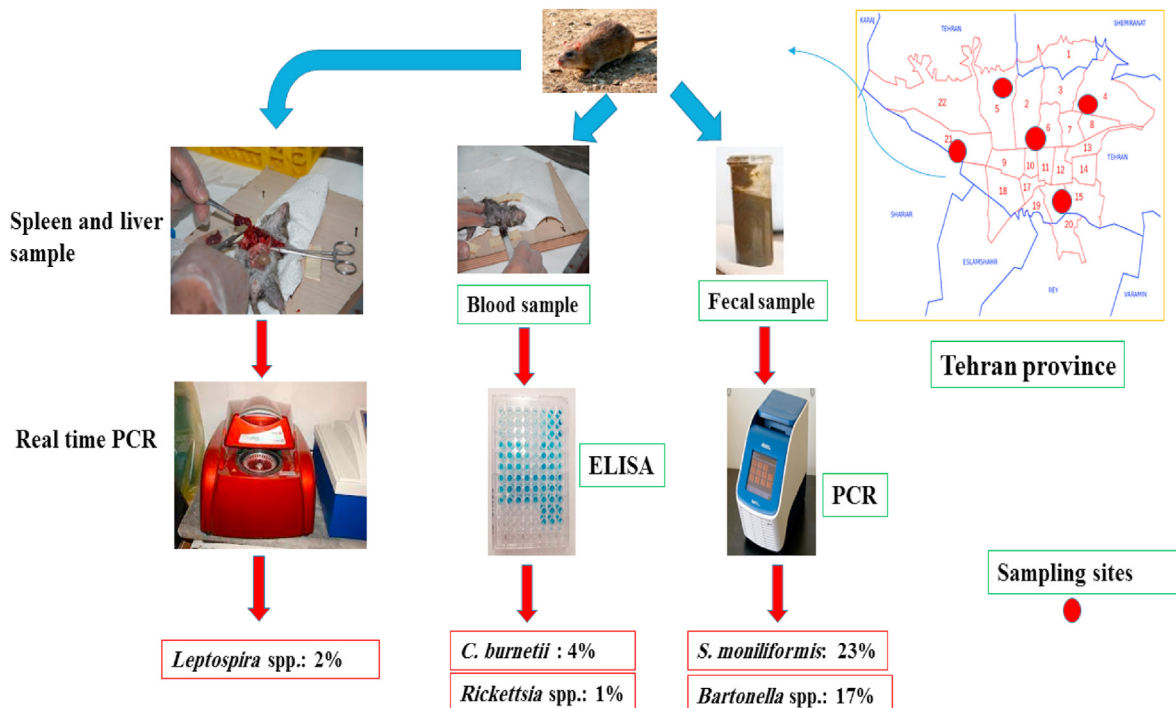 KARAJ
TEHRAN
SHEMIRANAT
1
22
5
2
3
4
6
7
8
21
13
TEHRAN
9
10
11
12
14
18
17
15
19
20
SHARIAR
ESLAMSHAHR
REY
VARAMIN
Spleen and liver
sample
Blood sample
Fecal sample
Tehran province
Real time PCR
ELISA
PCR
Sampling sites
Leptospira spp.: 2%
C. burnetii : 4%
Rickettsia spp.: 1%
S. moniliformis: 23%
Bartonella spp.: 17%